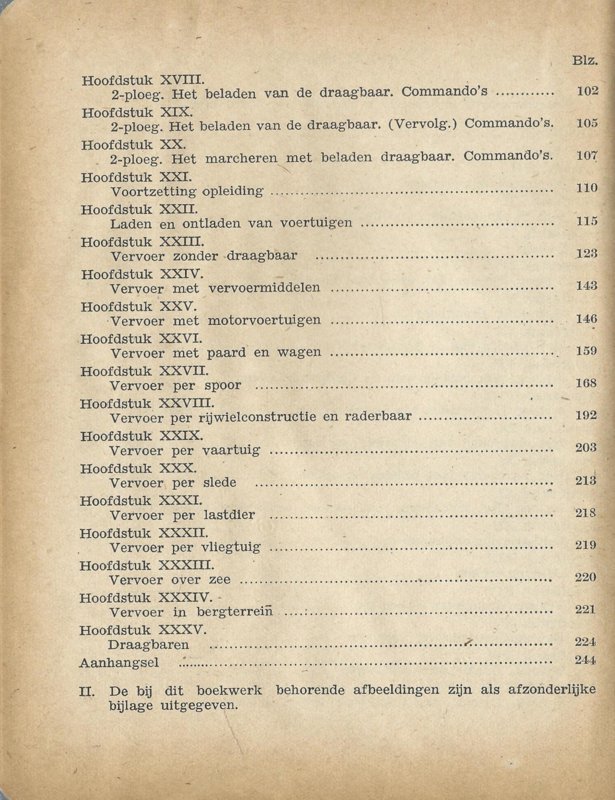 Blz.
Hoofdstuk XVIII.
2-ploeg. Het beladen van de draagbaar. Commando's ........... 102
Hoofdstuk XIX.
2-ploeg. Het beladen van de draagbaar. (Vervolg.) Commando's. 105
Hoofdstuk XX.
2-ploeg. Het marcheren met beladen draagbaar. Commando's. 107
Hoofdstuk XXI.
Voortzetting opleiding ........... 110
Hoofdstuk XXII.
Laden en ontladen van voertuigen ........... 115
Hoofdstuk XXIII.
Vervoer zonder draagbaar ........... 123
Hoofdstuk XXIV.
Vervoer met vervoermiddelen ........... 143
Hoofdstuk XXV.
Vervoer met motorvoertuigen ........... 146
Hoofdstuk XXVI.
Vervoer met paard en wagen ........... 159
Hoofdstuk XXVII.
Vervoer per spoor ........... 168
Hoofdstuk XXVIII.
Vervoer per rijwielconstructie en raderbaar ........... 192
Hoofdstuk XXIX.
Vervoer per vaartuig ........... 203
Hoofdstuk XXX.
Vervoer per slede ........... 213
Hoofdstuk XXXI.
Vervoer per lastdier ........... 218
Hoofdstuk XXXII.
Vervoer per vliegtuig ........... 219
Hoofdstuk XXXIII.
Vervoer over zee ........... 220
Hoofdstuk XXXIV.
Vervoer in bergterrein ........... 221
Hoofdstuk XXXV.
Draagbaren ........... 224
Aanhangsel ........... 244
II. De bij dit boekwerk behorende afbeeldingen zijn als afzonderlijke
bijlage uitgegeven.